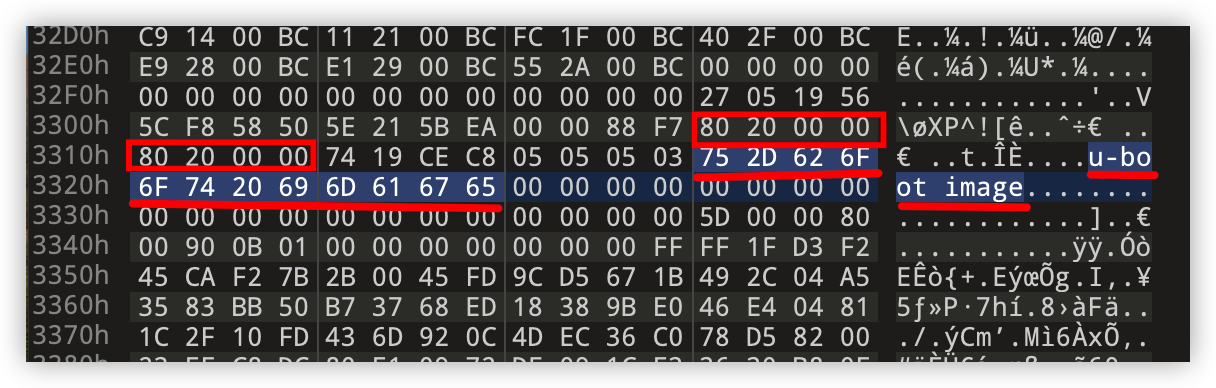 32D0h C9 14 00 BC 11 21 00 BC FC 1F 00 BC 40 2F 00 BC É..¼.!.¼ü..¼@/.¼
32E0h E9 28 00 BC E1 29 00 BC 55 2A 00 BC 00 00 00 00 é(.¼á).¼U*.¼....
32F0h 00 00 00 00 00 00 00 00 00 00 00 00 27 05 19 56 ............'..V
3300h 5C F8 58 50 5E 21 5B EA 00 00 88 F7 80 20 00 00 \øXP^![ê..ˆ÷€ ..
3310h 80 20 00 00 74 19 CE C8 05 05 05 03 75 2D 62 6F € ..t.ÎÈ....u-bo
3320h 6F 74 20 69 6D 61 67 65 00 00 00 00 00 00 00 00 ot image........
3330h 00 00 00 00 00 00 00 00 00 00 00 00 5D 00 00 80 ............]..€
3340h 00 90 0B 01 00 00 00 00 00 00 00 FF FF 1F D3 F2 ...........ÿÿ.Óò
3350h 45 CA F2 7B 2B 00 45 FD 9C D5 67 1B 49 2C 04 A5 EÊò{+.EýœÕg.I,.¥
3360h 35 83 BB 50 B7 37 68 ED 18 38 9B E0 46 E4 04 81 5ƒ»P·7hí.8›àFä..
3370h 1C 2F 10 FD 43 6D 92 0C 4D EC 36 C0 78 D5 82 00 ./.ýCm’.Mì6ÀxÕ‚.